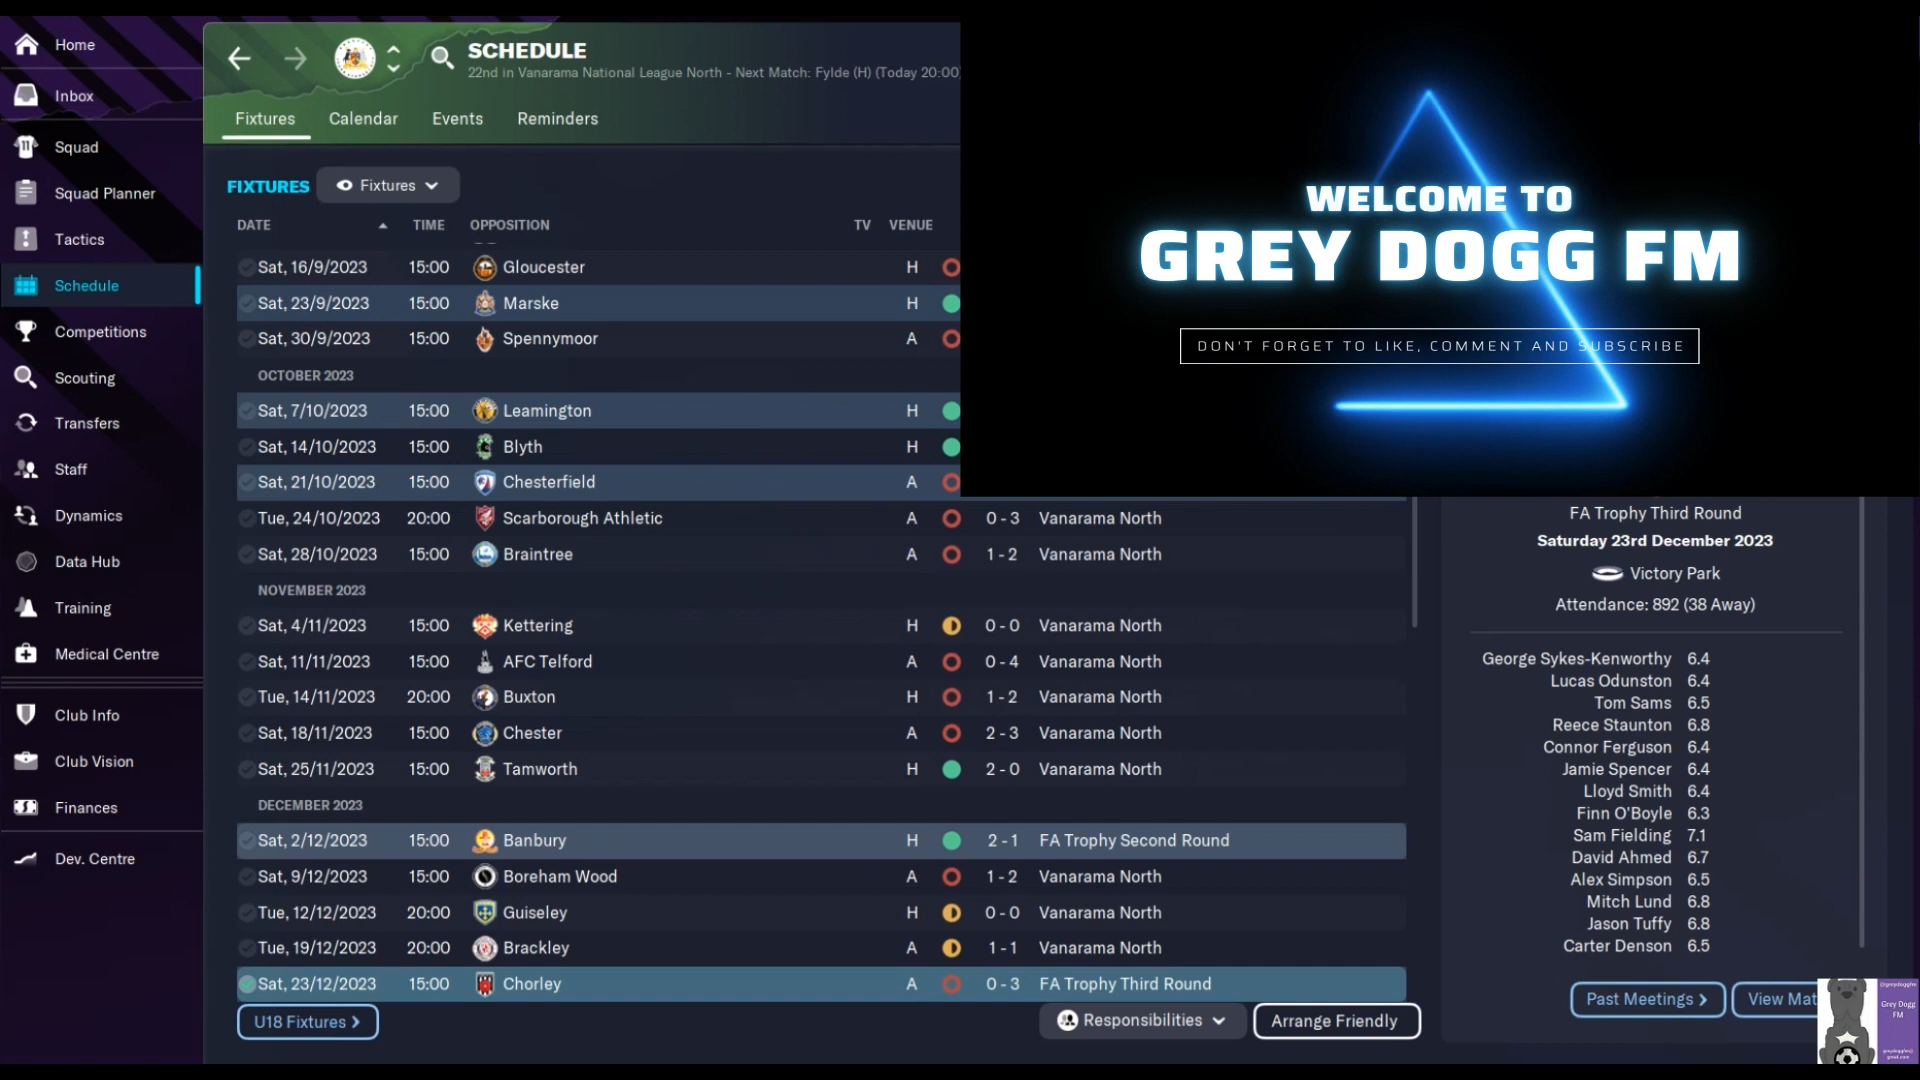 Home
Inbox
Squad
Squad Planner
Tactics
Schedule
Competitions
Scouting
Transfers
Staff
Dynamics
Data Hub
Training
Medical Centre
Club Info
Club Vision
Finances
Dev. Centre
SCHEDULE
22nd in Vanarama National League North - Next Match: Fylde (H) (Today 20:00)
Fixtures Calendar Events Reminders
FIXTURES Fixtures
DATE TIME OPPOSITION TV VENUE
Sat, 16/9/2023 15:00 Gloucester H
Sat, 23/9/2023 15:00 Marske H
Sat, 30/9/2023 15:00 Spennymoor A
OCTOBER 2023
Sat, 7/10/2023 15:00 Leamington H
Sat, 14/10/2023 15:00 Blyth H
Sat, 21/10/2023 15:00 Chesterfield A
Tue, 24/10/2023 20:00 Scarborough Athletic A 0 - 3 Vanarama North
Sat, 28/10/2023 15:00 Braintree A 1 - 2 Vanarama North
NOVEMBER 2023
Sat, 4/11/2023 15:00 Kettering H 0 - 0 Vanarama North
Sat, 11/11/2023 15:00 AFC Telford A 0 - 4 Vanarama North
Tue, 14/11/2023 20:00 Buxton H 1 - 2 Vanarama North
Sat, 18/11/2023 15:00 Chester A 2 - 3 Vanarama North
Sat, 25/11/2023 15:00 Tamworth H 2 - 0 Vanarama North
DECEMBER 2023
Sat, 2/12/2023 15:00 Banbury H 2 - 1 FA Trophy Second Round
Sat, 9/12/2023 15:00 Boreham Wood A 1 - 2 Vanarama North
Tue, 12/12/2023 20:00 Guiseley H 0 - 0 Vanarama North
Tue, 19/12/2023 20:00 Brackley A 1 - 1 Vanarama North
Sat, 23/12/2023 15:00 Chorley A 0 - 3 FA Trophy Third Round
U18 Fixtures Responsibilities Arrange Friendly
WELCOME TO
GREY DOGG FM
DON'T FORGET TO LIKE, COMMENT AND SUBSCRIBE
FA Trophy Third Round
Saturday 23rd December 2023
Victory Park
Attendance: 892 (38 Away)
George Sykes-Kenworthy 6.4
Lucas Odunston 6.4
Tom Sams 6.5
Reece Staunton 6.8
Connor Ferguson 6.4
Jamie Spencer 6.4
Lloyd Smith 6.4
Finn O'Boyle 6.3
Sam Fielding 7.1
David Ahmed 6.7
Alex Simpson 6.5
Mitch Lund 6.8
Jason Tuffy 6.8
Carter Denson 6.5
Past Meetings View Mat
@greydoggfm
Grey Dogg
FM